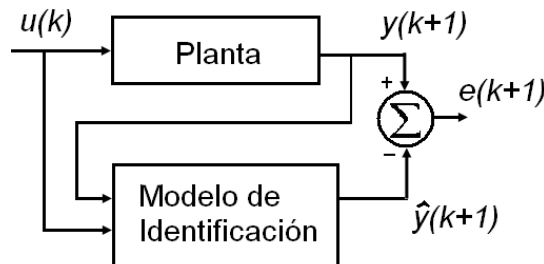 u(k)
Planta
y(k+1)
+
Σ
e(k+1)
−
Modelo de
Identificación
ŷ(k+1)